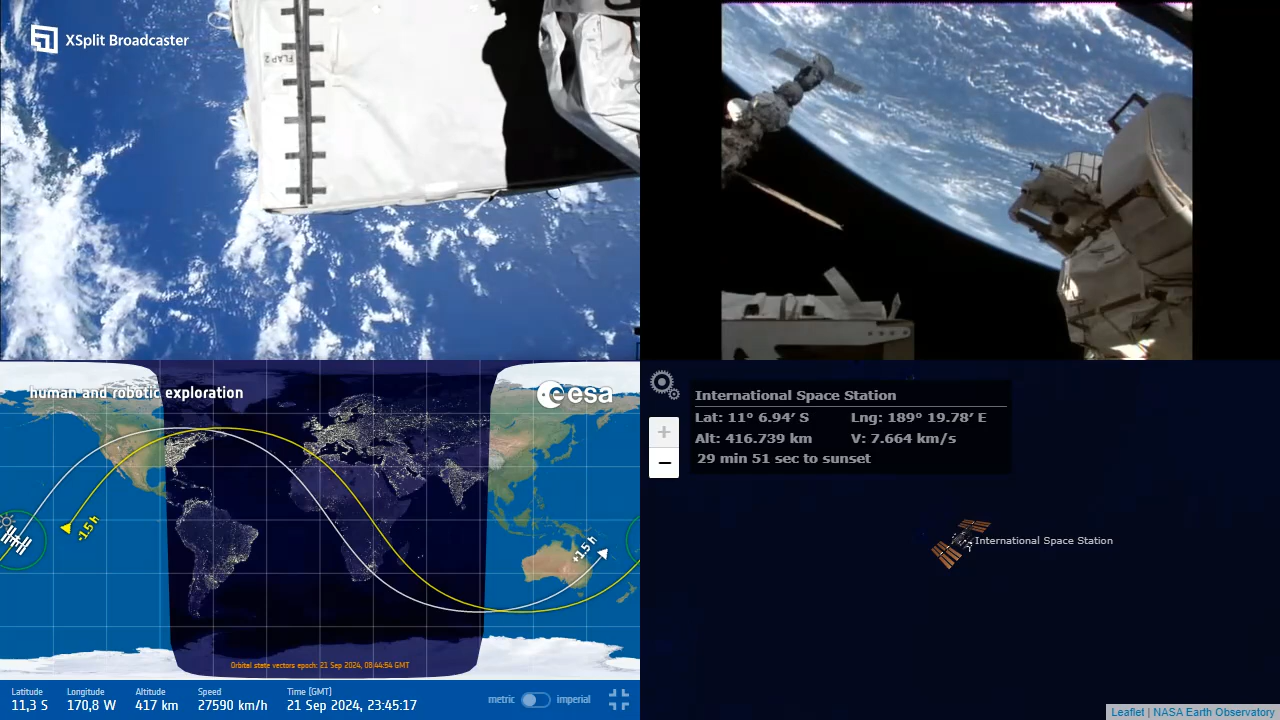 XSplit Broadcaster
FLAP 2
human and robotic exploration
esa
-1.5 h
+1.5 h
Orbital state vectors epoch: 21 Sep 2024, 08:44:54 GMT
Latitude Longitude Altitude Speed Time (GMT)
11,3 S 170,8 W 417 km 27590 km/h 21 Sep 2024, 23:45:17
metric imperial
International Space Station
Lat: 11° 6.94′ S Lng: 189° 19.78′ E
Alt: 416.739 km V: 7.664 km/s
29 min 51 sec to sunset
+
−
International Space Station
Leaflet | NASA Earth Observatory